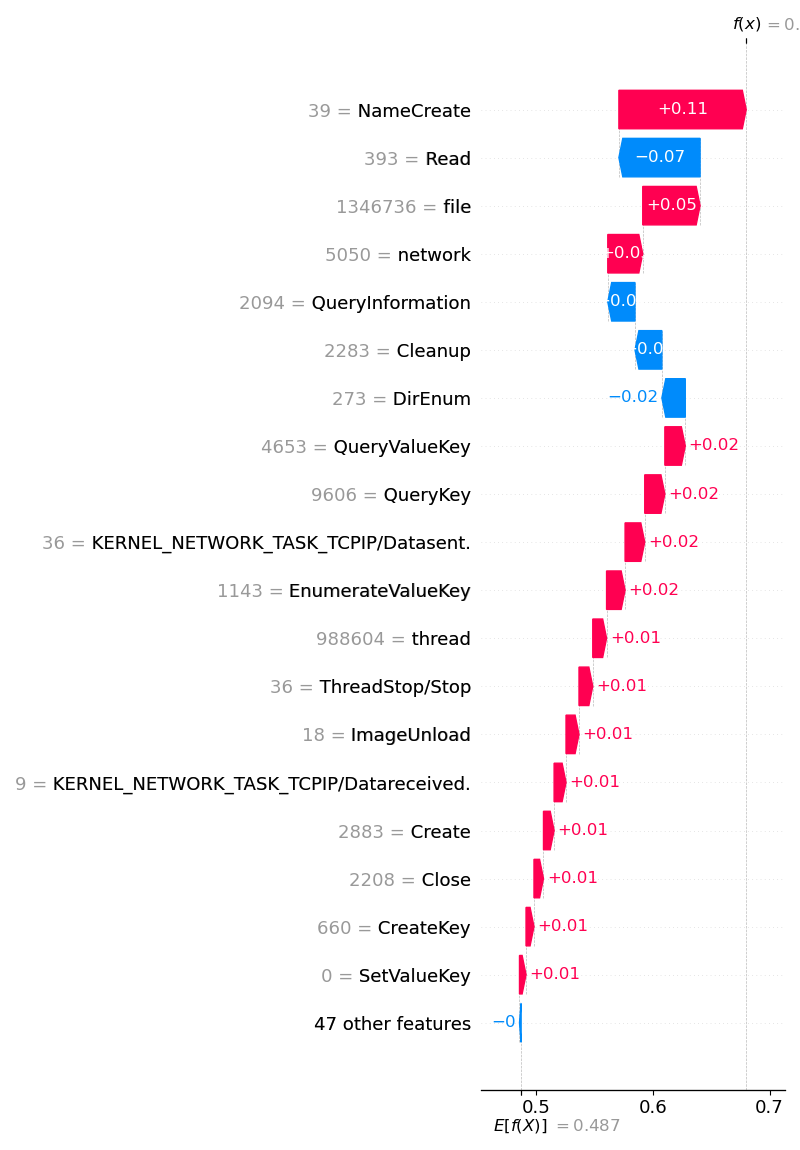 f(x) = 0.
39 = NameCreate +0.11
393 = Read −0.07
1346736 = file +0.05
5050 = network +0.0
2094 = QueryInformation 0.0
2283 = Cleanup 0.0
273 = DirEnum −0.02
4653 = QueryValueKey +0.02
9606 = QueryKey +0.02
36 = KERNEL_NETWORK_TASK_TCPIP/Datasent. +0.02
1143 = EnumerateValueKey +0.02
988604 = thread +0.01
36 = ThreadStop/Stop +0.01
18 = ImageUnload +0.01
9 = KERNEL_NETWORK_TASK_TCPIP/Datareceived. +0.01
2883 = Create +0.01
2208 = Close +0.01
660 = CreateKey +0.01
0 = SetValueKey +0.01
47 other features −0
0.5 0.6 0.7
E[f(X)] = 0.487